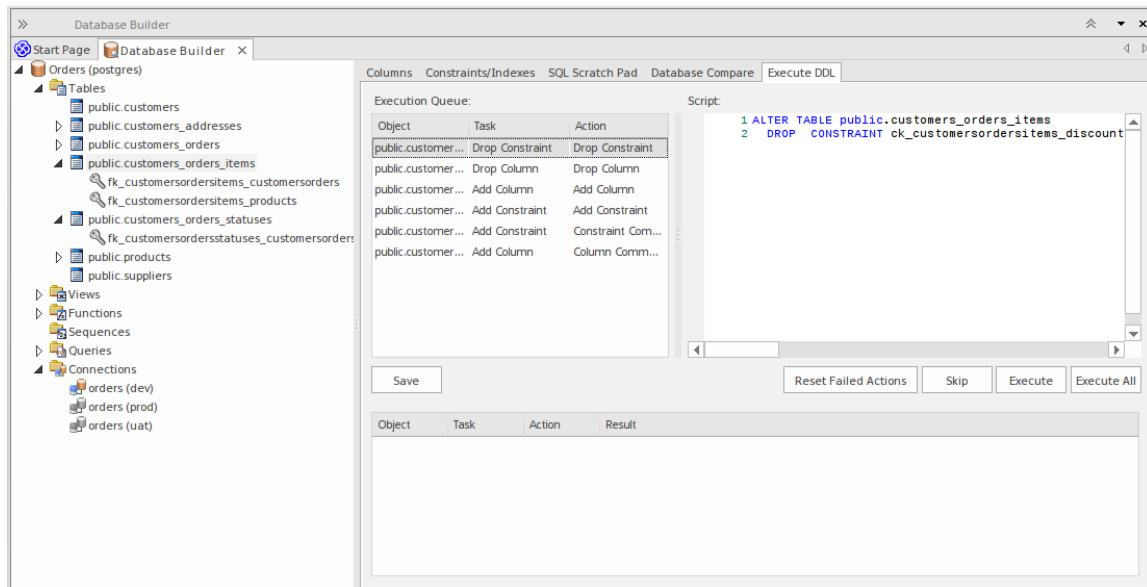 Database Builder
Start Page Database Builder
Orders (postgres)
Tables
public.customers
public.customers_addresses
public.customers_orders
public.customers_orders_items
fk_customersordersitems_customersorders
fk_customersordersitems_products
public.customers_orders_statuses
fk_customersordersstatuses_customersorders
public.products
public.suppliers
Views
Functions
Sequences
Queries
Connections
orders (dev)
orders (prod)
orders (uat)
Columns Constraints/Indexes SQL Scratch Pad Database Compare Execute DDL
Execution Queue:
Object Task Action
public.customer... Drop Constraint Drop Constraint
public.customer... Drop Column Drop Column
public.customer... Add Column Add Column
public.customer... Add Constraint Add Constraint
public.customer... Add Constraint Constraint Com...
public.customer... Add Column Column Comm...
Script:
1 ALTER TABLE public.customers_orders_items
2 DROP CONSTRAINT ck_customersordersitems_discount
Save Reset Failed Actions Skip Execute Execute All
Object Task Action Result